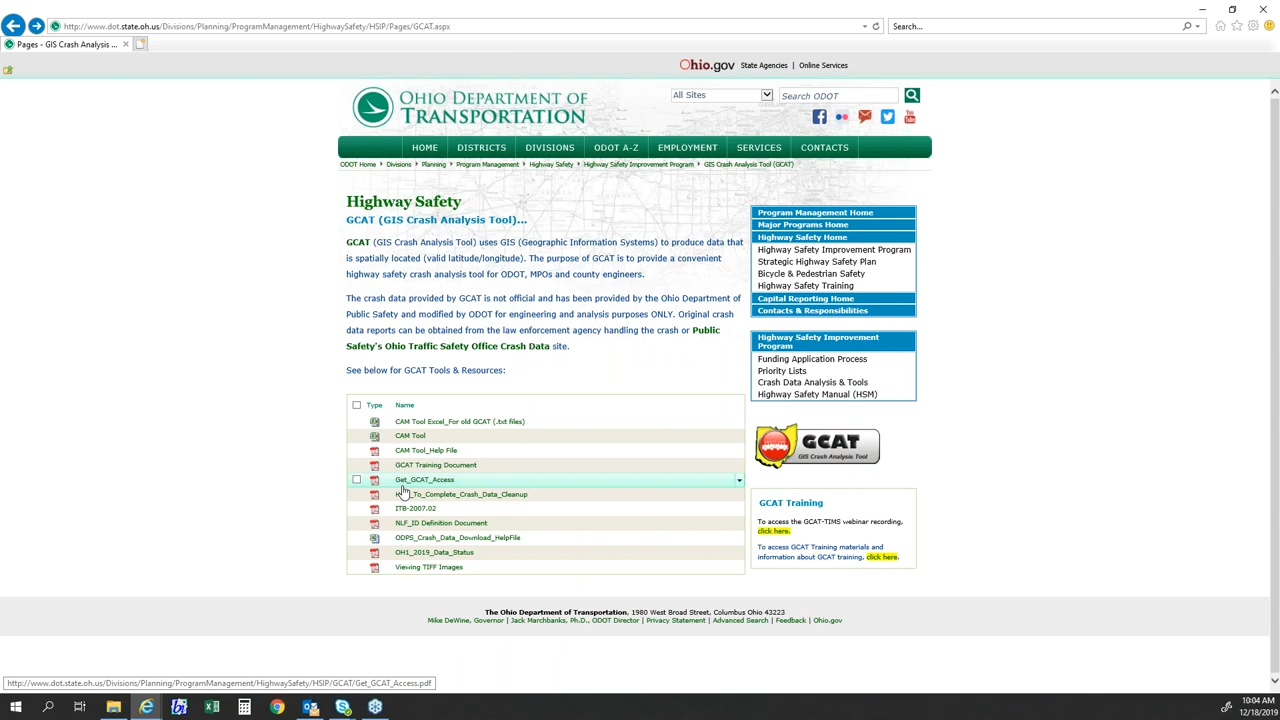 http://www.dot.state.oh.us/Divisions/Planning/ProgramManagement/HighwaySafety/HSIP/Pages/GCAT.aspx
Search...
Pages - GIS Crash Analysis ...
Ohio.gov State Agencies | Online Services
OHIO DEPARTMENT OF
TRANSPORTATION
All Sites
Search ODOT
HOME DISTRICTS DIVISIONS ODOT A-Z EMPLOYMENT SERVICES CONTACTS
ODOT Home Divisions Planning Program Management Highway Safety Highway Safety Improvement Program GIS Crash Analysis Tool (GCAT)
Highway Safety
GCAT (GIS Crash Analysis Tool)...
GCAT (GIS Crash Analysis Tool) uses GIS (Geographic Information Systems) to produce data that
is spatially located (valid latitude/longitude). The purpose of GCAT is to provide a convenient
highway safety crash analysis tool for ODOT, MPOs and county engineers.
The crash data provided by GCAT is not official and has been provided by the Ohio Department of
Public Safety and modified by ODOT for engineering and analysis purposes ONLY. Original crash
data reports can be obtained from the law enforcement agency handling the crash or Public
Safety's Ohio Traffic Safety Office Crash Data site.
See below for GCAT Tools & Resources:
Type Name
CAM Tool Excel_For old GCAT (.txt files)
CAM Tool
CAM Tool_Help File
GCAT Training Document
Get_GCAT_Access
_To_Complete_Crash_Data_Cleanup
ITB-2007.02
NLF_ID Definition Document
ODPS_Crash_Data_Download_HelpFile
OH1_2019_Data_Status
Viewing TIFF Images
Program Management Home
Major Programs Home
Highway Safety Home
Highway Safety Improvement Program
Strategic Highway Safety Plan
Bicycle & Pedestrian Safety
Highway Safety Training
Capital Reporting Home
Contacts & Responsibilities
Highway Safety Improvement
Program
Funding Application Process
Priority Lists
Crash Data Analysis & Tools
Highway Safety Manual (HSM)
GCAT
GIS Crash Analysis Tool
GCAT Training
To access the GCAT-TIMS webinar recording,
click here.
To access GCAT Training materials and
information about GCAT training, click here.
The Ohio Department of Transportation, 1980 West Broad Street, Columbus Ohio 43223
Mike DeWine, Governor | Jack Marchbanks, Ph.D., ODOT Director | Privacy Statement | Advanced Search | Feedback | Ohio.gov
http://www.dot.state.oh.us/Divisions/Planning/ProgramManagement/HighwaySafety/HSIP/GCAT/Get_GCAT_Access.pdf
10:04 AM
12/18/2019